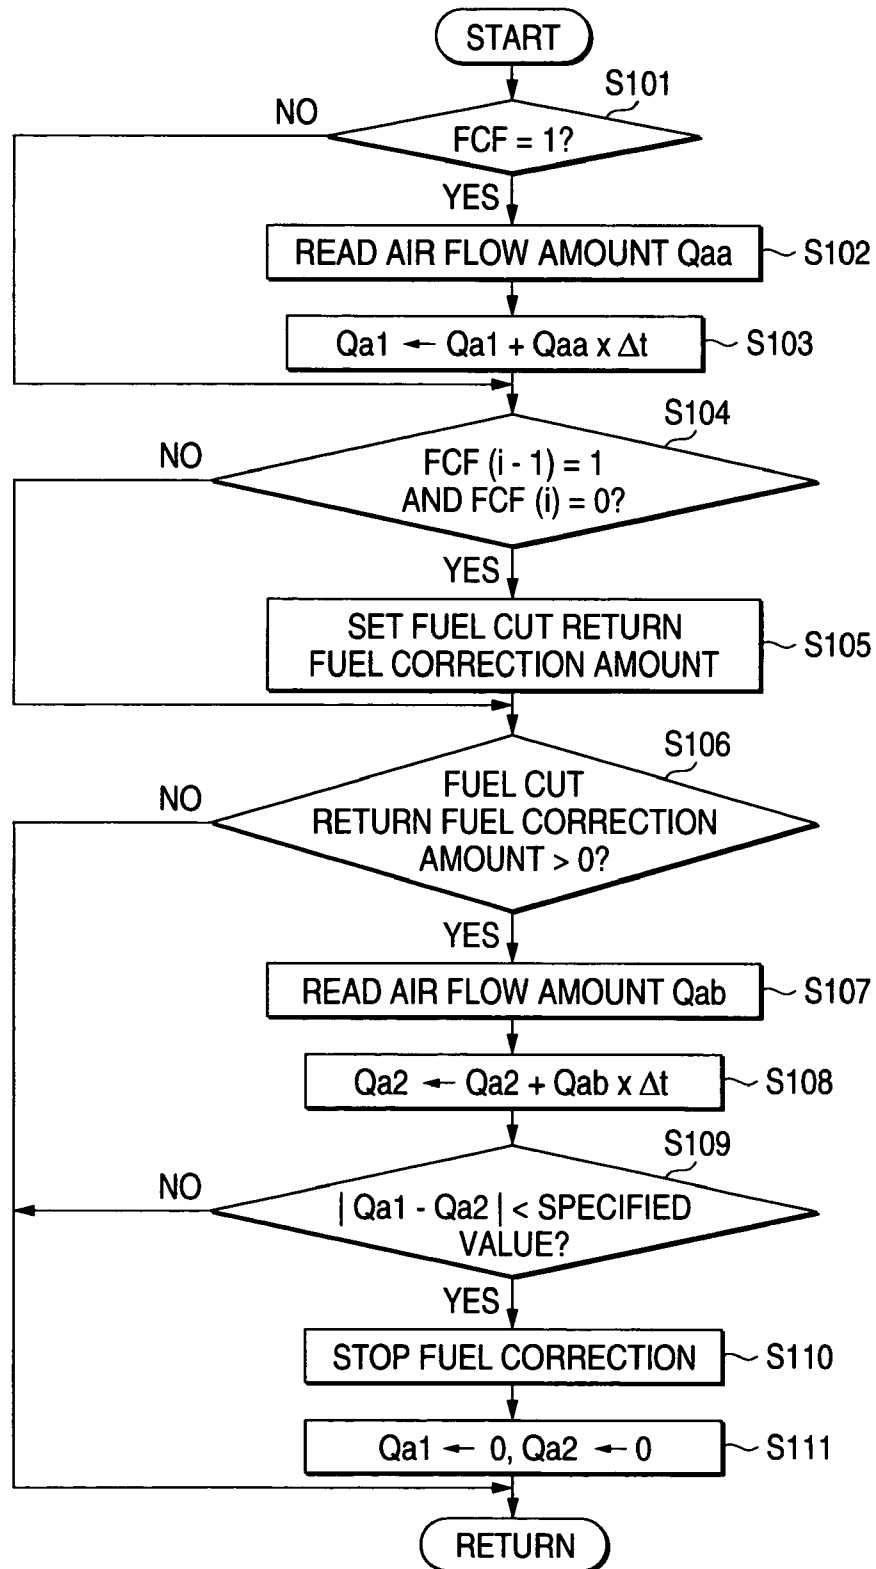 START
S101
NO
FCF = 1?
YES
READ AIR FLOW AMOUNT Qaa
S102
Qa1 ← Qa1 + Qaa x Δt
S103
S104
NO
FCF (i - 1) = 1
AND FCF (i) = 0?
YES
SET FUEL CUT RETURN
FUEL CORRECTION AMOUNT
S105
S106
NO
FUEL CUT
RETURN FUEL CORRECTION
AMOUNT > 0?
YES
READ AIR FLOW AMOUNT Qab
S107
Qa2 ← Qa2 + Qab x Δt
S108
S109
NO
| Qa1 - Qa2 | < SPECIFIED
VALUE?
YES
STOP FUEL CORRECTION
S110
Qa1 ← 0, Qa2 ← 0
S111
RETURN